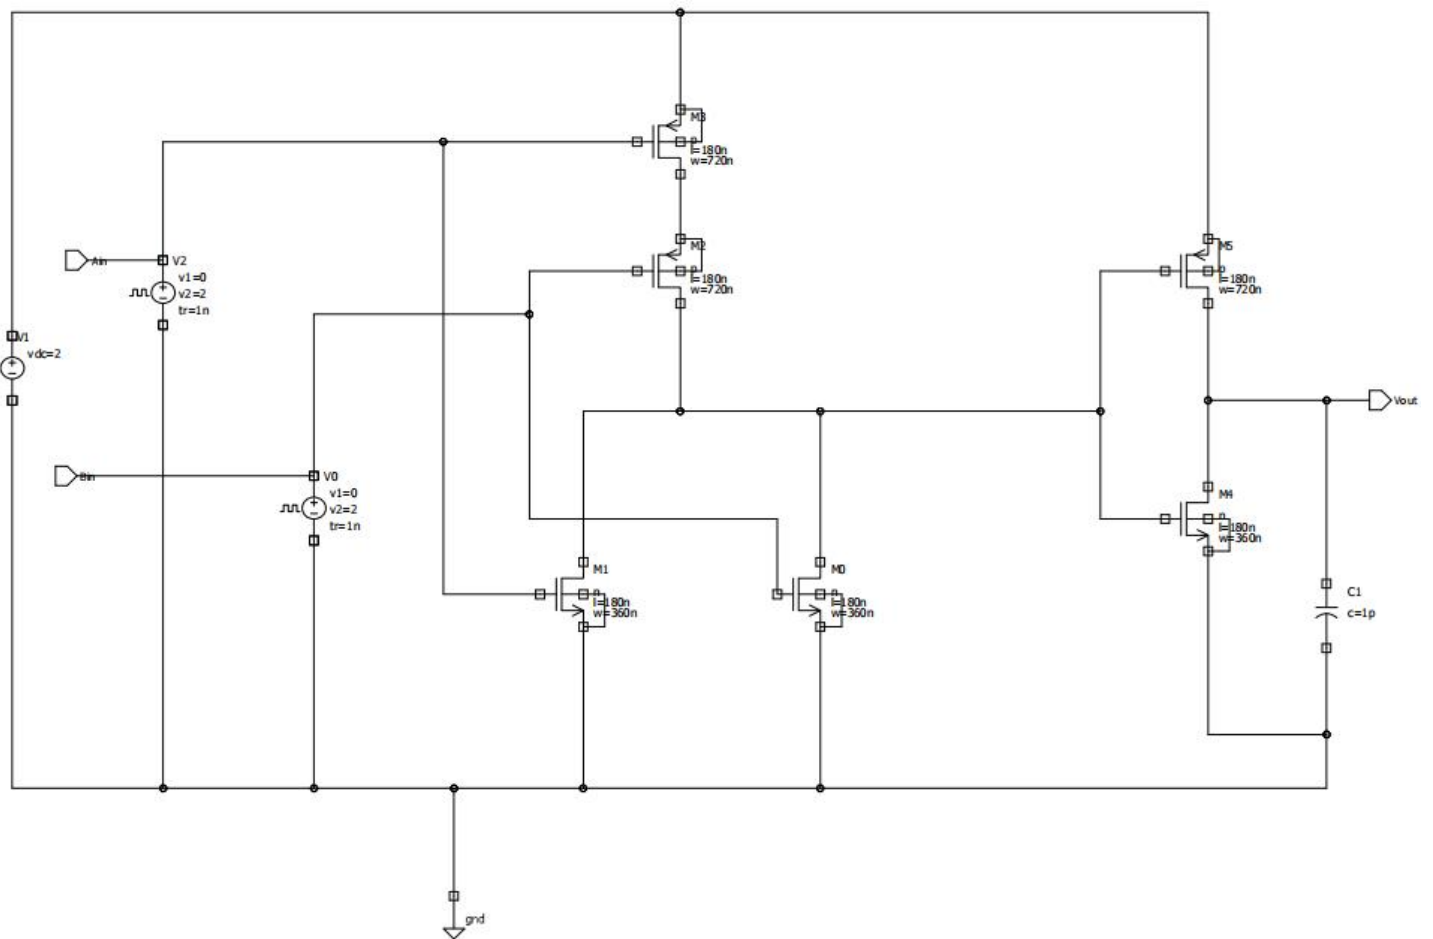 M3
p
l=180n
w=720n
M2
l=180n
w=720n
M5
l=180n
w=720n
Ain
V2
v1=0
v2=2
tr=1n
V1
vdc=2
Vout
Bin
V0
v1=0
v2=2
tr=1n
M4
n
l=180n
w=360n
M1
n
l=180n
w=360n
M0
n
l=180n
w=360n
C1
c=1p
gnd